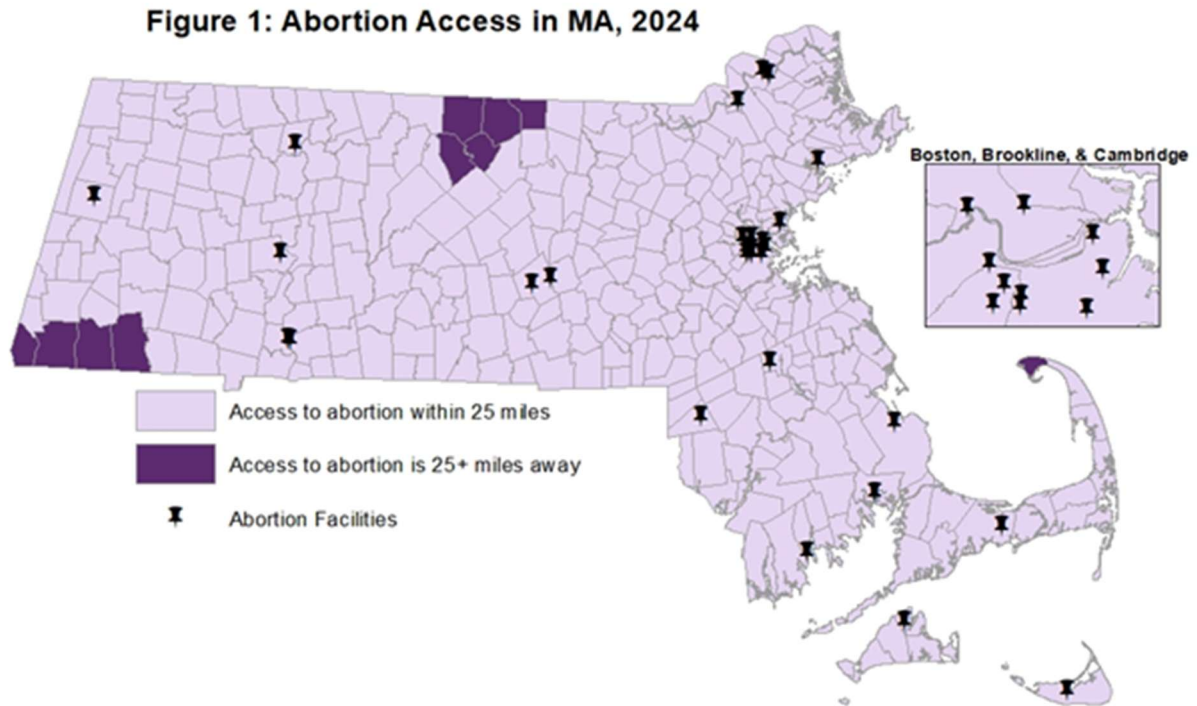 Figure 1: Abortion Access in MA, 2024
Boston, Brookline, & Cambridge
Access to abortion within 25 miles
Access to abortion is 25+ miles away
Abortion Facilities